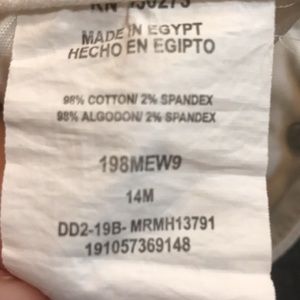 MADE IN EGYPT
HECHO EN EGIPTO
98% COTTON/ 2% SPANDEX
98% ALGODON/ 2% SPANDEX
198MEW9
14M
DD2-19B- MRMH13791
191057369148